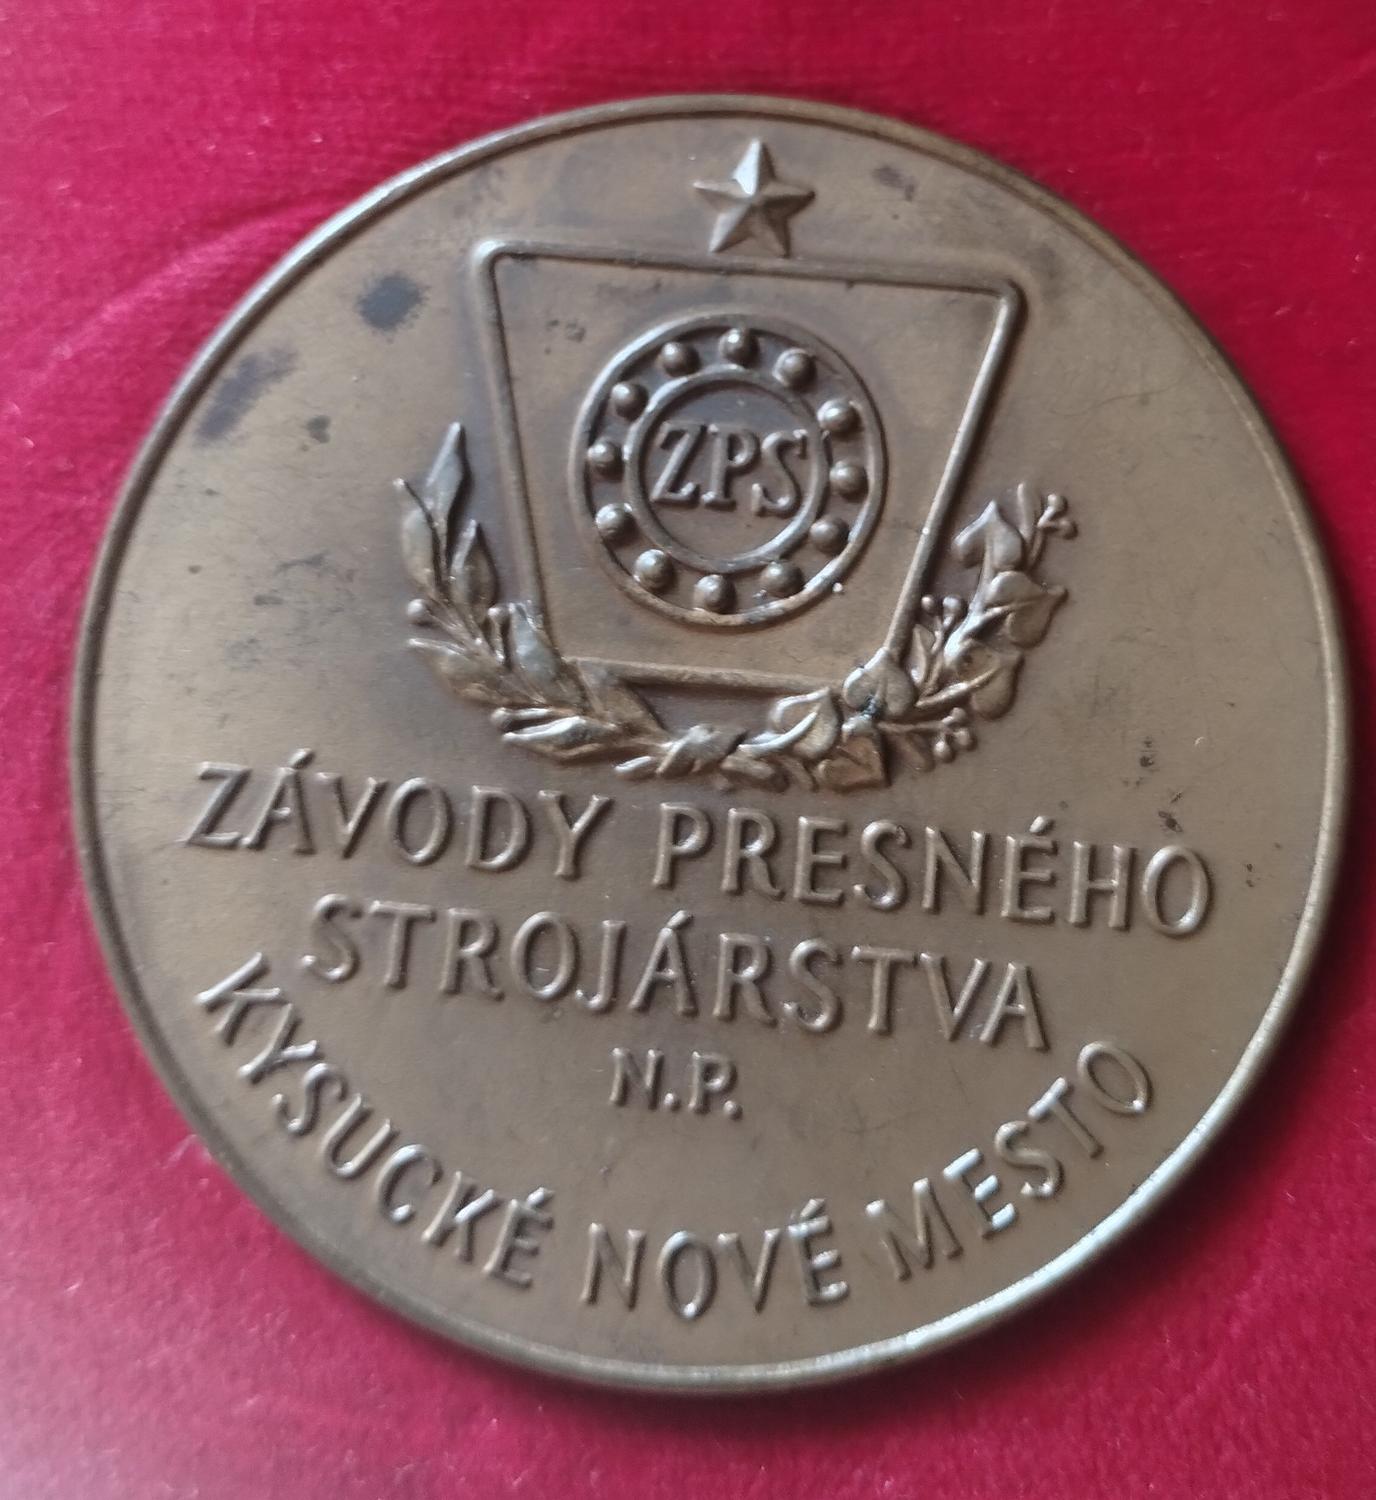 ZPS
ZÁVODY PRESNÉHO
STROJÁRSTVA
N.P.
KYSUCKÉ NOVÉ MESTO